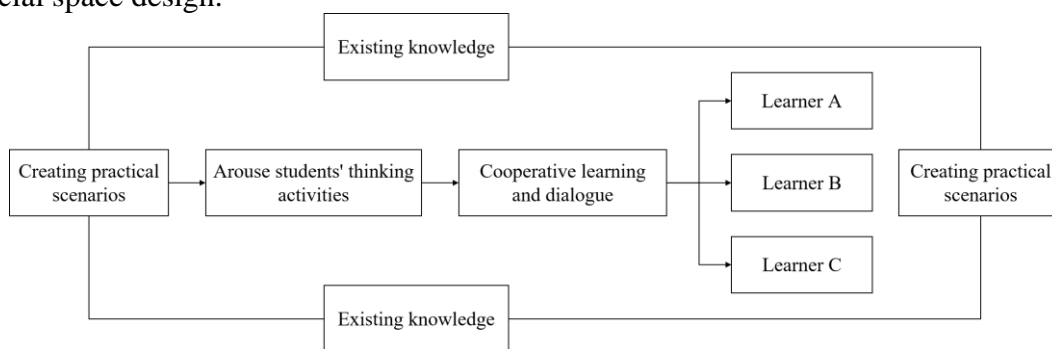 space design.
Existing knowledge
Creating practical
scenarios
Arouse students' thinking
activities
Cooperative learning
and dialogue
Learner A
Learner B
Learner C
Creating practical
scenarios
Existing knowledge